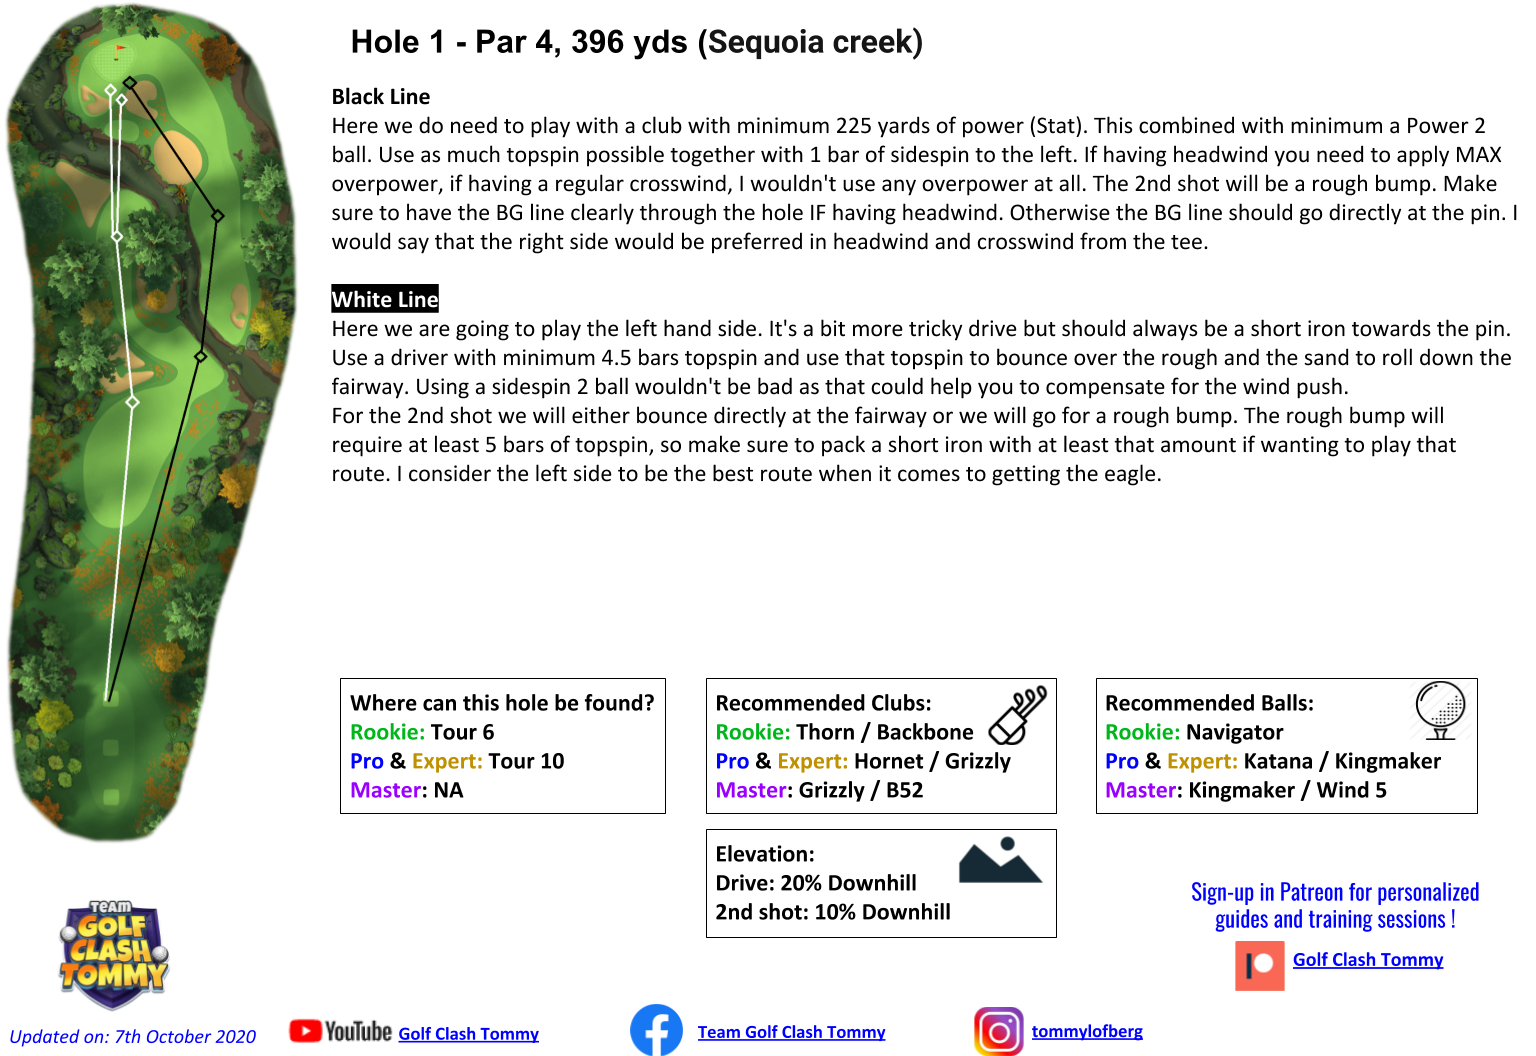 Hole 1 - Par 4, 396 yds (Sequoia creek)
Black Line
Here we do need to play with a club with minimum 225 yards of power (Stat). This combined with minimum a Power 2
ball. Use as much topspin possible together with 1 bar of sidespin to the left. If having headwind you need to apply MAX
overpower, if having a regular crosswind, I wouldn't use any overpower at all. The 2nd shot will be a rough bump. Make
sure to have the BG line clearly through the hole IF having headwind. Otherwise the BG line should go directly at the pin. I
would say that the right side would be preferred in headwind and crosswind from the tee.
White Line
Here we are going to play the left hand side. It's a bit more tricky drive but should always be a short iron towards the pin.
Use a driver with minimum 4.5 bars topspin and use that topspin to bounce over the rough and the sand to roll down the
fairway. Using a sidespin 2 ball wouldn't be bad as that could help you to compensate for the wind push.
For the 2nd shot we will either bounce directly at the fairway or we will go for a rough bump. The rough bump will
require at least 5 bars of topspin, so make sure to pack a short iron with at least that amount if wanting to play that
route. I consider the left side to be the best route when it comes to getting the eagle.
Where can this hole be found?
Rookie: Tour 6
Pro & Expert: Tour 10
Master: NA
Recommended Clubs:
Rookie: Thorn / Backbone
Pro & Expert: Hornet / Grizzly
Master: Grizzly / B52
Recommended Balls:
Rookie: Navigator
Pro & Expert: Katana / Kingmaker
Master: Kingmaker / Wind 5
Elevation:
Drive: 20% Downhill
2nd shot: 10% Downhill
Sign-up in Patreon for personalized
guides and training sessions !
Golf Clash Tommy
TEAM
GOLF
CLASH
TOMMY
Updated on: 7th October 2020
YouTube Golf Clash Tommy
Team Golf Clash Tommy
tommylofberg